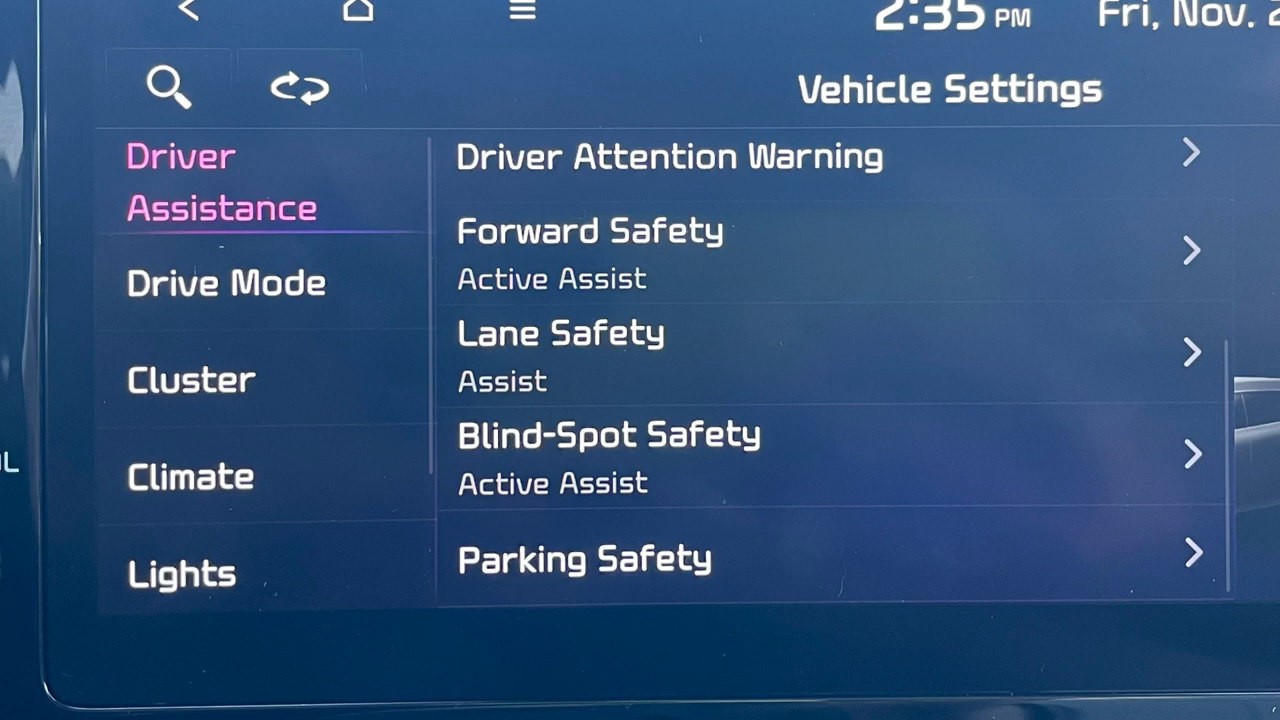 2:35 PM
Fri, Nov.
Vehicle Settings
Driver
Assistance
Drive Mode
Cluster
Climate
Lights
Driver Attention Warning
Forward Safety
Active Assist
Lane Safety
Assist
Blind-Spot Safety
Active Assist
Parking Safety